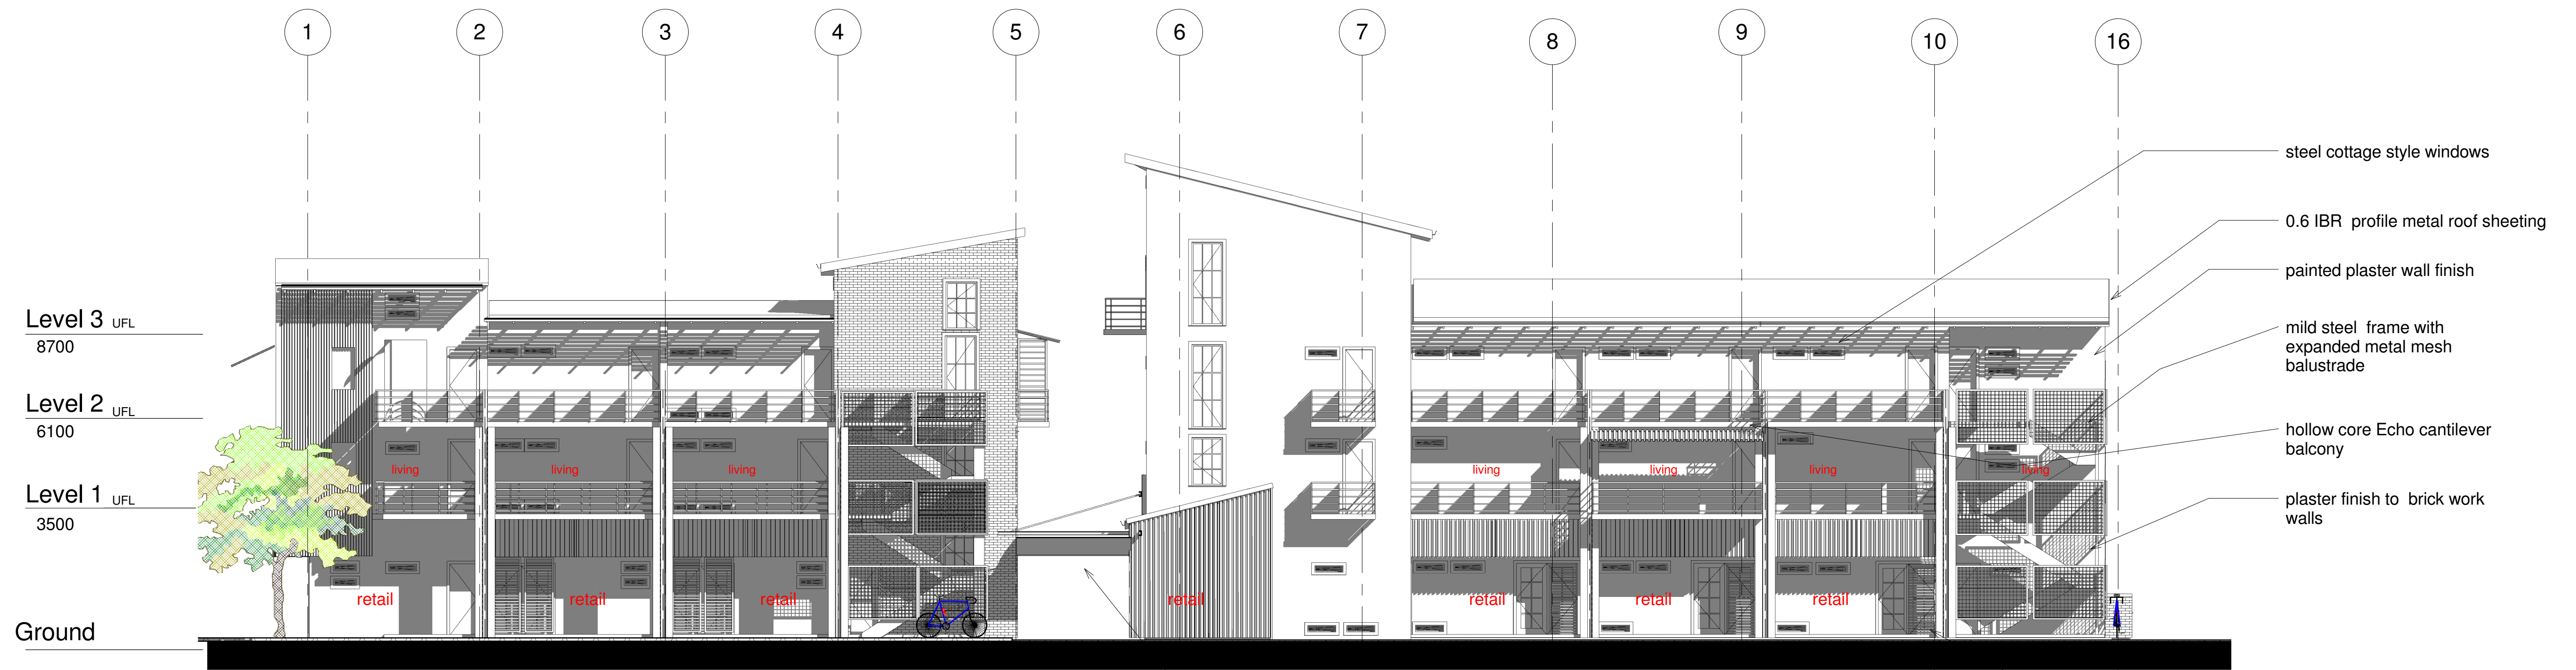 1 2 3 4 5 6 7 8 9 10 16
steel cottage style windows
0.6 IBR profile metal roof sheeting
painted plaster wall finish
Level 3 UFL
8700
mild steel frame with
expanded metal mesh
balustrade
Level 2 UFL
6100
hollow core Echo cantilever
balcony
living living living living living living living
Level 1 UFL
3500
plaster finish to brick work
walls
retail retail retail retail retail retail retail
Ground